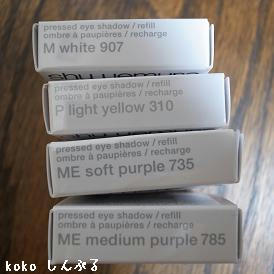 pressed eye shadow / refill
ombre à paupières / recharge
M white 907
pressed eye shadow / refill
ombre à paupières / recharge
P light yellow 310
pressed eye shadow / refill
ombre à paupières / recharge
ME soft purple 735
pressed eye shadow / refill
ombre à paupières / recharge
ME medium purple 785
koko しんぷる